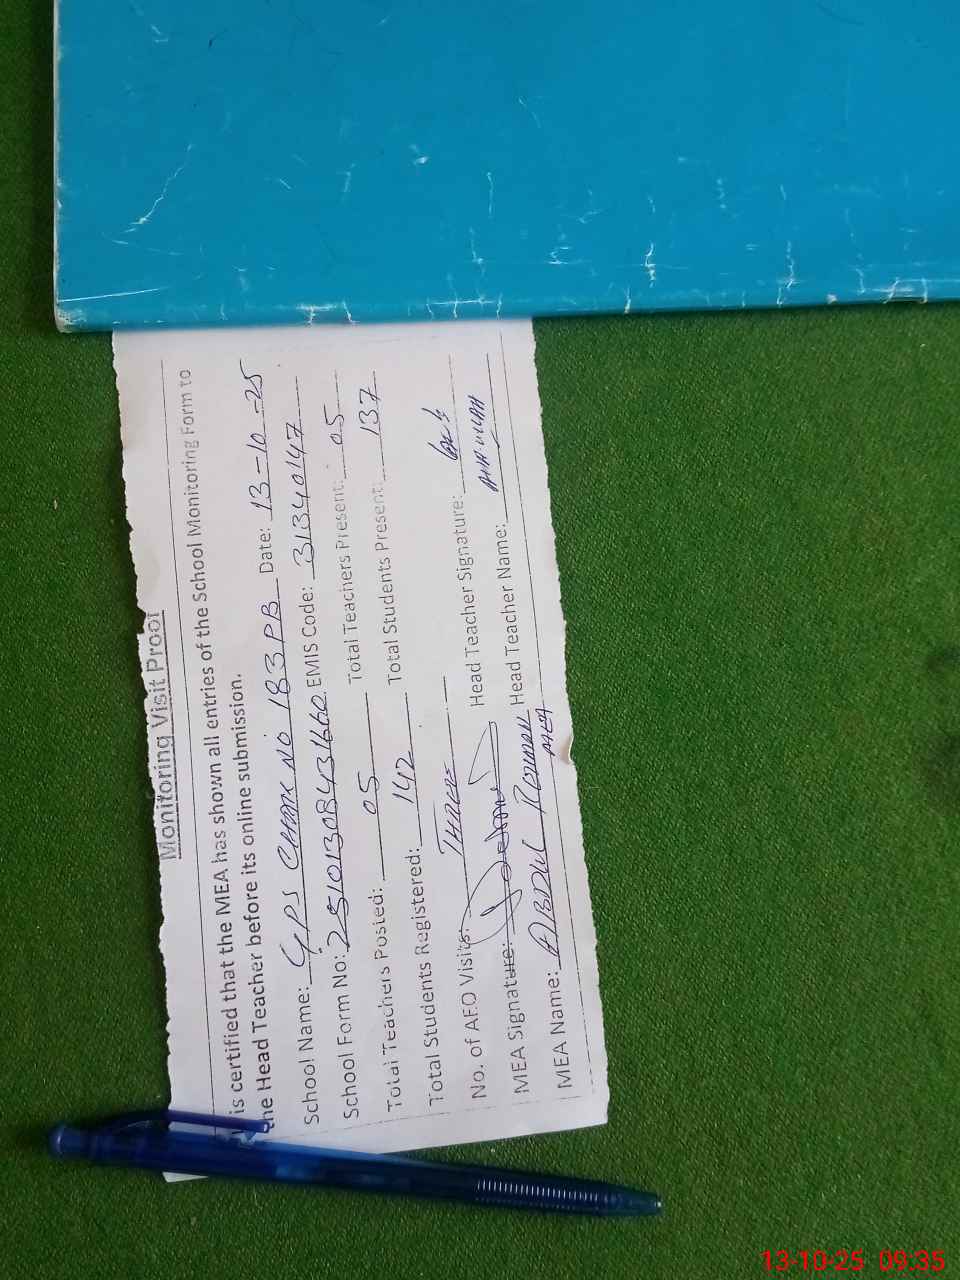 Monitoring Visit Proof
is certified that the MEA has shown all entries of the School Monitoring Form to
the Head Teacher before its online submission.
School Name: GPS CHAK NO 183 PB Date: 13-10-25
School Form No: EMIS Code: 31340147
Total Teachers Posted: 05 Total Teachers Present: 05
Total Students Registered: 142 Total Students Present: 137
No. of AEO Visits: THREE Head Teacher Signature:
MEA Signature: Head Teacher Name:
MEA Name: ABDUL REHMAN
MEA
13-10-25 09:35